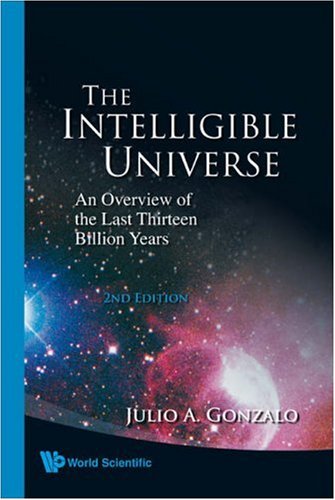 THE
INTELLIGIBLE
UNIVERSE
An Overview of
the Last Thirteen
Billion Years
2ND EDITION
JULIO A. GONZALO
World Scientific